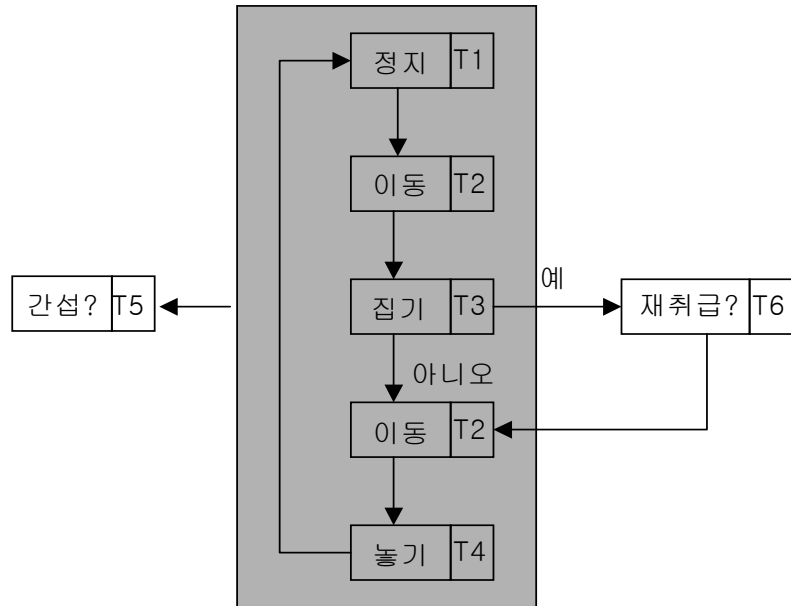 정지 T1
이동 T2
간섭? T5
집기 T3
예
재취급? T6
아니오
이동 T2
놓기 T4